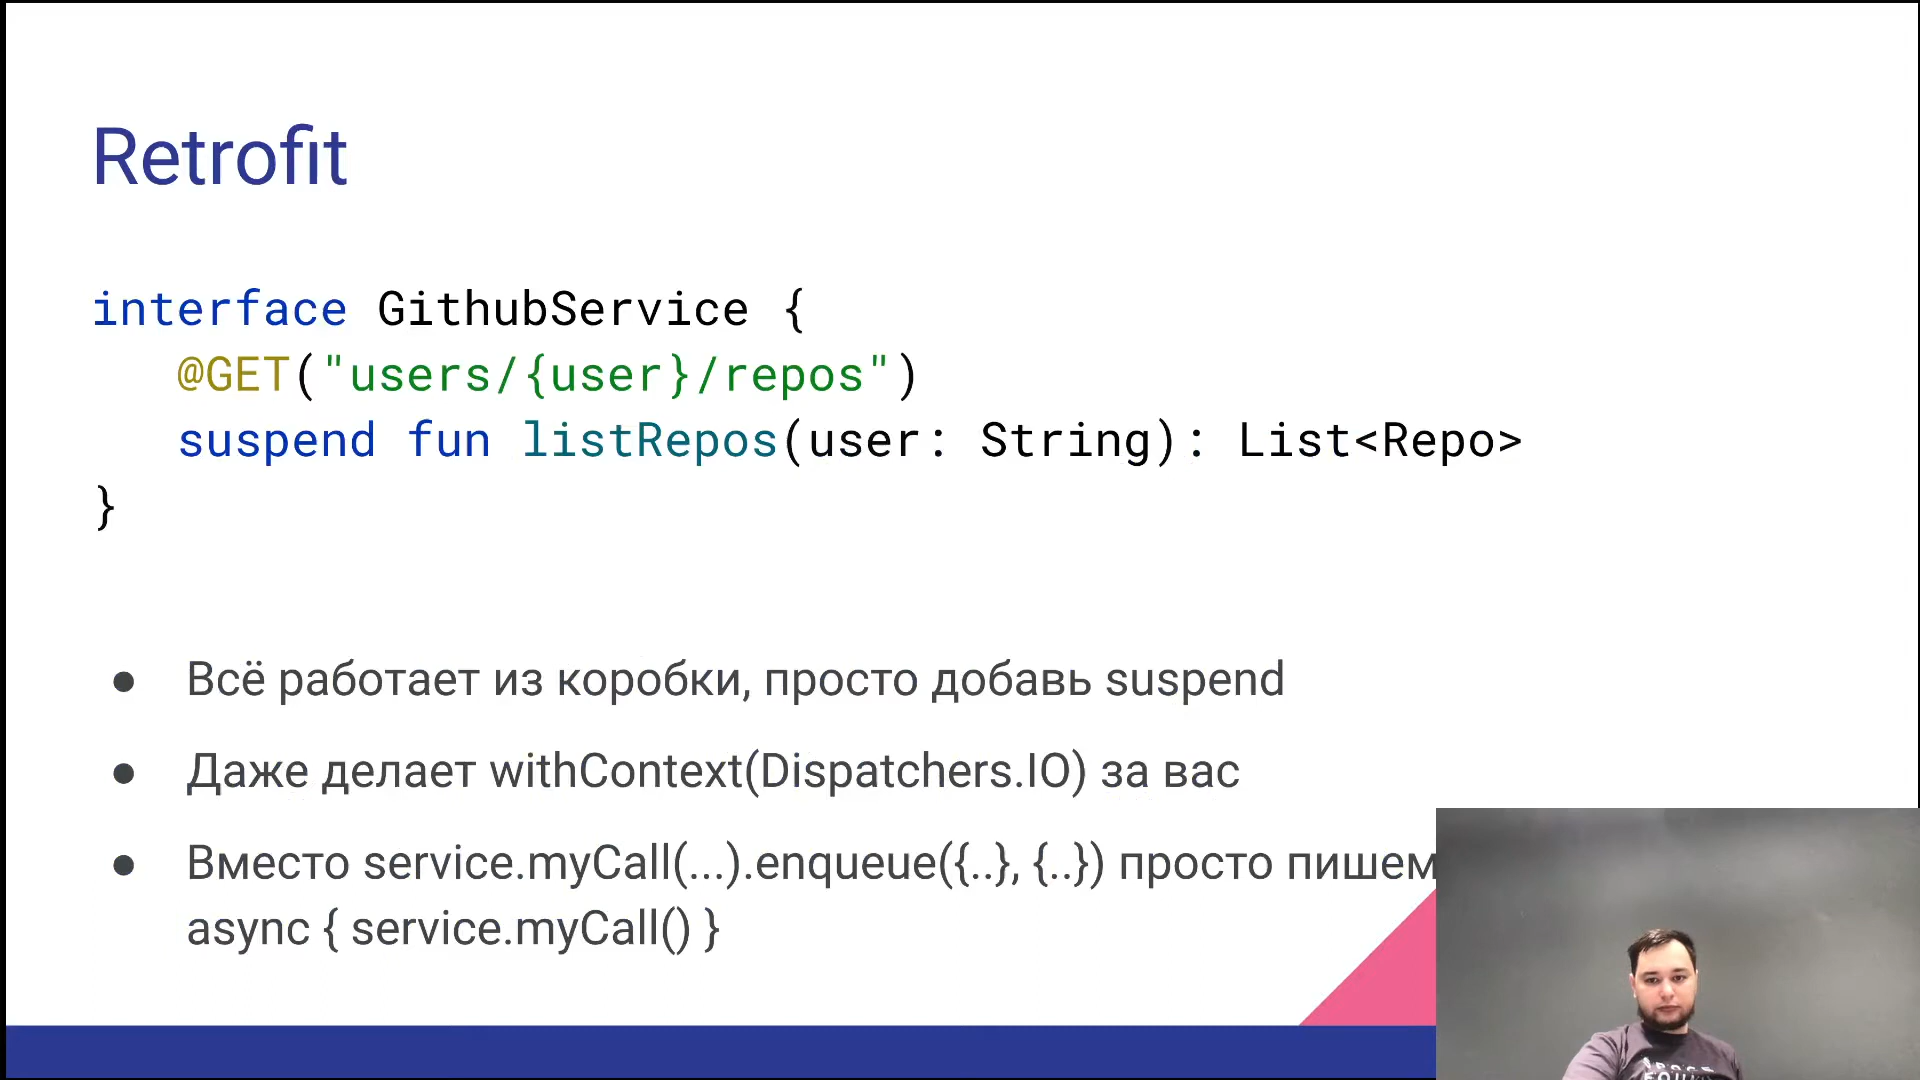 Retrofit
interface GithubService {
@GET("users/{user}/repos")
suspend fun listRepos(user: String): List<Repo>
}
● Всё работает из коробки, просто добавь suspend
● Даже делает withContext(Dispatchers.IO) за вас
● Вместо service.myCall(...).enqueue({..}, {..}) просто пишем
async { service.myCall() }